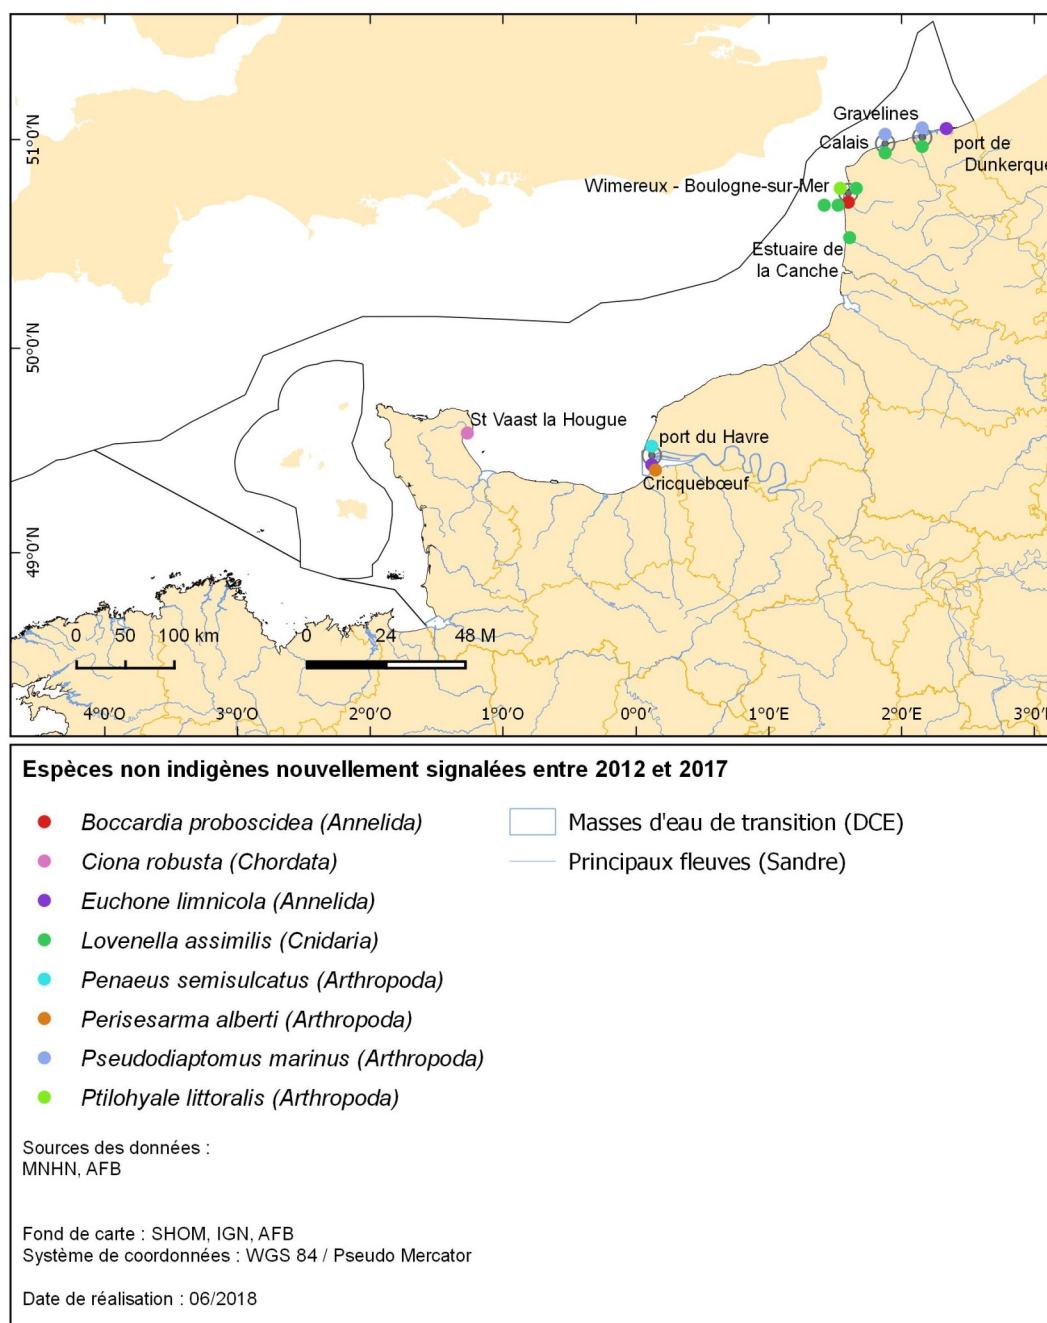 51°0'N
Gravelines
Calais
port de
Dunkerque
Wimereux - Boulogne-sur-Mer
Estuaire de
la Canche
50°0'N
St Vaast la Hougue
port du Havre
Cricquebœuf
49°0'N
0 50 100 km
0 24 48 M
4°0'O 3°0'O 2°0'O 1°0'O 0°0' 1°0'E 2°0'E 3°0'
Espèces non indigènes nouvellement signalées entre 2012 et 2017
Boccardia proboscidea (Annelida)
Ciona robusta (Chordata)
Euchone limnicola (Annelida)
Lovenella assimilis (Cnidaria)
Penaeus semisulcatus (Arthropoda)
Perisesarma alberti (Arthropoda)
Pseudodiaptomus marinus (Arthropoda)
Ptilohyale littoralis (Arthropoda)
Masses d'eau de transition (DCE)
Principaux fleuves (Sandre)
Sources des données :
MNHN, AFB
Fond de carte : SHOM, IGN, AFB
Système de coordonnées : WGS 84 / Pseudo Mercator
Date de réalisation : 06/2018